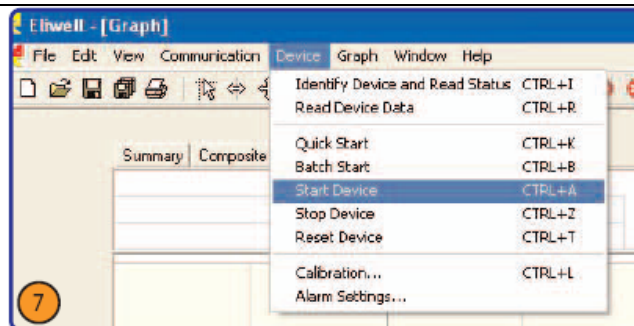 Eliwell - [Graph]
File Edit View Communication Device Graph Window Help
Identify Device and Read Status CTRL+I
Read Device Data CTRL+R
Quick Start CTRL+K
Summary Composite
Batch Start CTRL+B
Start Device CTRL+A
Stop Device CTRL+Z
Reset Device CTRL+T
Calibration... CTRL+L
Alarm Settings...
7